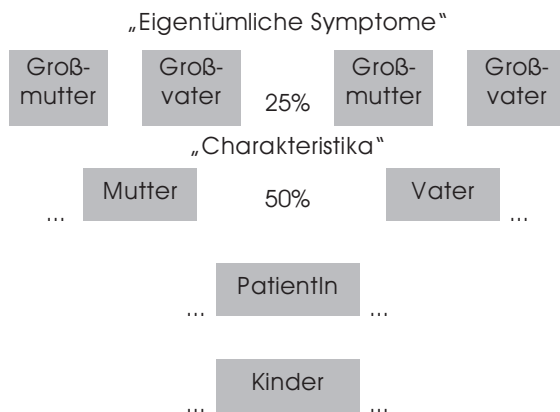 „Eigentümliche Symptome“
Groß- Groß- Groß- Groß-
mutter vater 25% mutter vater
„Charakteristika“
Mutter 50% Vater
... ...
PatientIn
... ...
Kinder
... ...